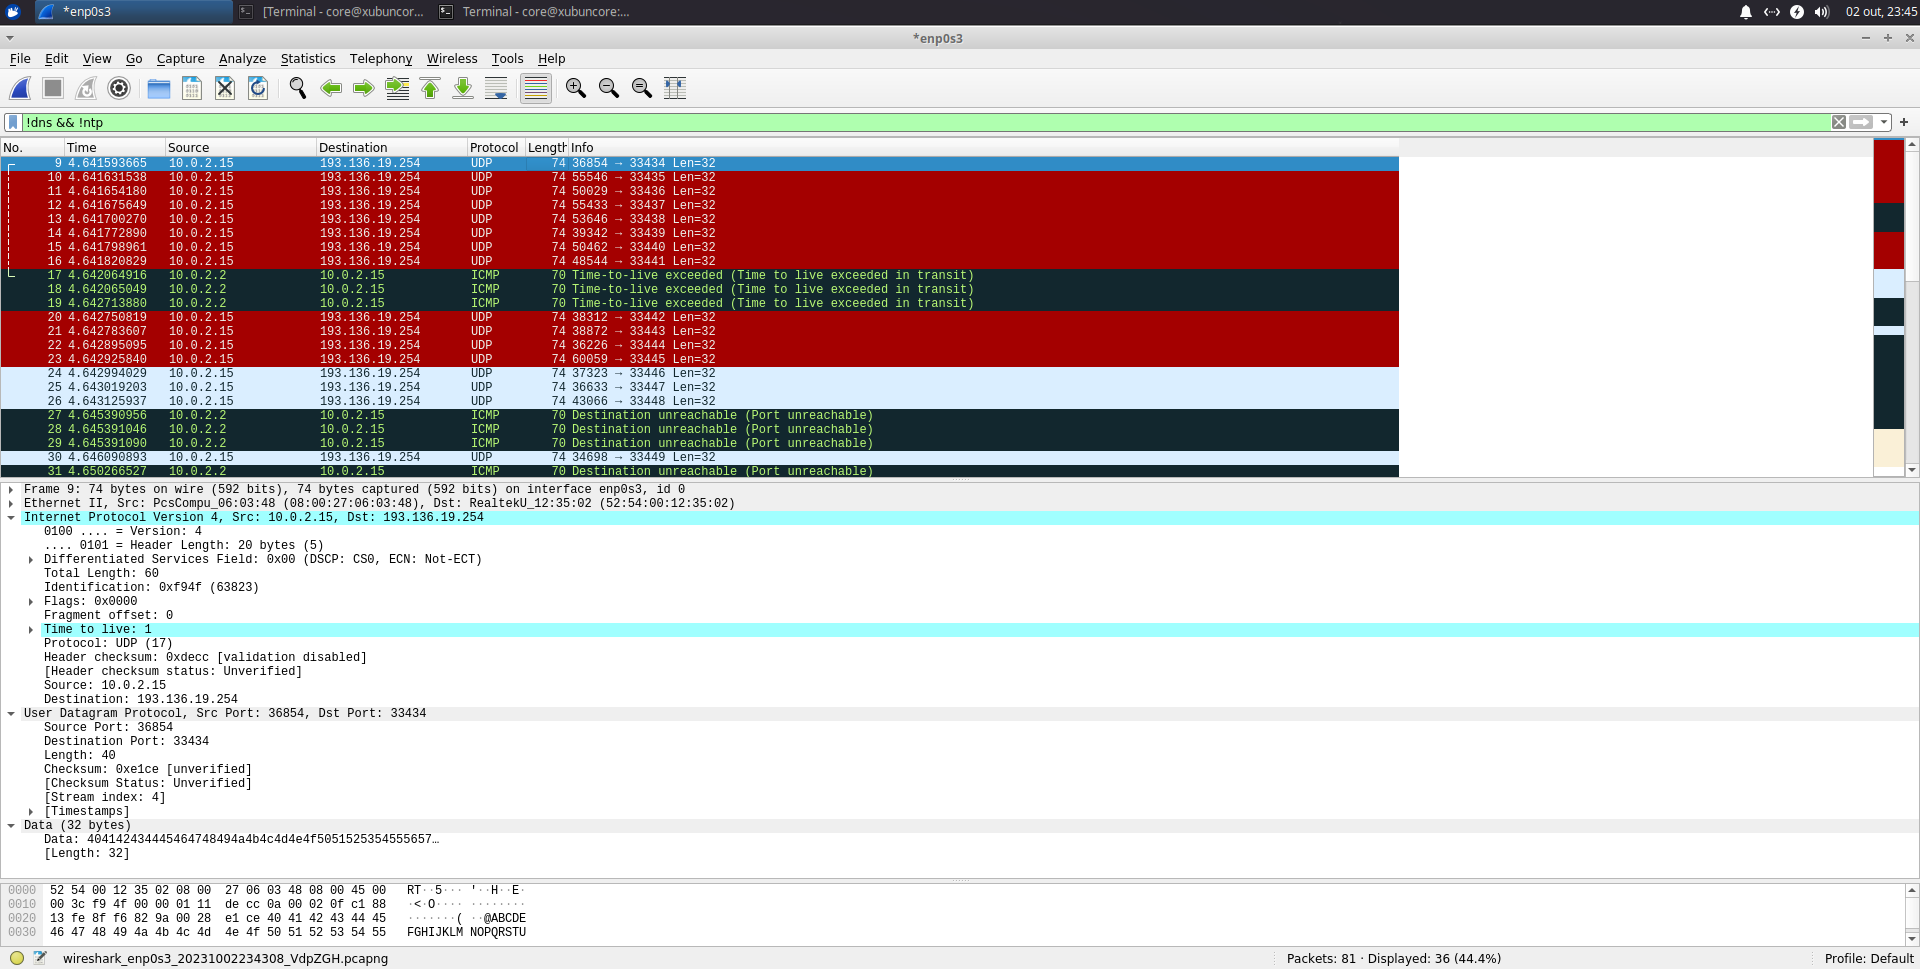 *enp0s3
[Terminal - core@xubuncor...
Terminal - core@xubuncore:...
02 out, 23:45
*enp0s3
File Edit View Go Capture Analyze Statistics Telephony Wireless Tools Help
!dns && !ntp
No. Time Source Destination Protocol Length Info
9 4.641593665 10.0.2.15 193.136.19.254 UDP 74 36854 → 33434 Len=32
10 4.641631538 10.0.2.15 193.136.19.254 UDP 74 55546 → 33435 Len=32
11 4.641654180 10.0.2.15 193.136.19.254 UDP 74 50029 → 33436 Len=32
12 4.641675649 10.0.2.15 193.136.19.254 UDP 74 55433 → 33437 Len=32
13 4.641700270 10.0.2.15 193.136.19.254 UDP 74 53646 → 33438 Len=32
14 4.641772890 10.0.2.15 193.136.19.254 UDP 74 39342 → 33439 Len=32
15 4.641798961 10.0.2.15 193.136.19.254 UDP 74 50462 → 33440 Len=32
16 4.641820829 10.0.2.15 193.136.19.254 UDP 74 48544 → 33441 Len=32
17 4.642064916 10.0.2.2 10.0.2.15 ICMP 70 Time-to-live exceeded (Time to live exceeded in transit)
18 4.642065049 10.0.2.2 10.0.2.15 ICMP 70 Time-to-live exceeded (Time to live exceeded in transit)
19 4.642713880 10.0.2.2 10.0.2.15 ICMP 70 Time-to-live exceeded (Time to live exceeded in transit)
20 4.642750819 10.0.2.15 193.136.19.254 UDP 74 38312 → 33442 Len=32
21 4.642783607 10.0.2.15 193.136.19.254 UDP 74 38872 → 33443 Len=32
22 4.642895095 10.0.2.15 193.136.19.254 UDP 74 36226 → 33444 Len=32
23 4.642925840 10.0.2.15 193.136.19.254 UDP 74 60059 → 33445 Len=32
24 4.642994029 10.0.2.15 193.136.19.254 UDP 74 37323 → 33446 Len=32
25 4.643019203 10.0.2.15 193.136.19.254 UDP 74 36633 → 33447 Len=32
26 4.643125937 10.0.2.15 193.136.19.254 UDP 74 43066 → 33448 Len=32
27 4.645390956 10.0.2.2 10.0.2.15 ICMP 70 Destination unreachable (Port unreachable)
28 4.645391046 10.0.2.2 10.0.2.15 ICMP 70 Destination unreachable (Port unreachable)
29 4.645391090 10.0.2.2 10.0.2.15 ICMP 70 Destination unreachable (Port unreachable)
30 4.646090893 10.0.2.15 193.136.19.254 UDP 74 34698 → 33449 Len=32
31 4.650266527 10.0.2.2 10.0.2.15 ICMP 70 Destination unreachable (Port unreachable)
Frame 9: 74 bytes on wire (592 bits), 74 bytes captured (592 bits) on interface enp0s3, id 0
Ethernet II, Src: PcsCompu_06:03:48 (08:00:27:06:03:48), Dst: RealtekU_12:35:02 (52:54:00:12:35:02)
Internet Protocol Version 4, Src: 10.0.2.15, Dst: 193.136.19.254
0100 .... = Version: 4
.... 0101 = Header Length: 20 bytes (5)
Differentiated Services Field: 0x00 (DSCP: CS0, ECN: Not-ECT)
Total Length: 60
Identification: 0xf94f (63823)
Flags: 0x0000
Fragment offset: 0
Time to live: 1
Protocol: UDP (17)
Header checksum: 0xdecc [validation disabled]
[Header checksum status: Unverified]
Source: 10.0.2.15
Destination: 193.136.19.254
User Datagram Protocol, Src Port: 36854, Dst Port: 33434
Source Port: 36854
Destination Port: 33434
Length: 40
Checksum: 0xe1ce [unverified]
[Checksum Status: Unverified]
[Stream index: 4]
[Timestamps]
Data (32 bytes)
Data: 404142434445464748494a4b4c4d4e4f5051525354555657…
[Length: 32]
0000 52 54 00 12 35 02 08 00 27 06 03 48 08 00 45 00 RT··5··· '··H··E·
0010 00 3c f9 4f 00 00 01 11 de cc 0a 00 02 0f c1 88 ·<·O···· ········
0020 13 fe 8f f6 82 9a 00 28 e1 ce 40 41 42 43 44 45 ·······( ··@ABCDE
0030 46 47 48 49 4a 4b 4c 4d 4e 4f 50 51 52 53 54 55 FGHIJKLM NOPQRSTU
wireshark_enp0s3_20231002234308_VdpZGH.pcapng
Packets: 81 · Displayed: 36 (44.4%)
Profile: Default